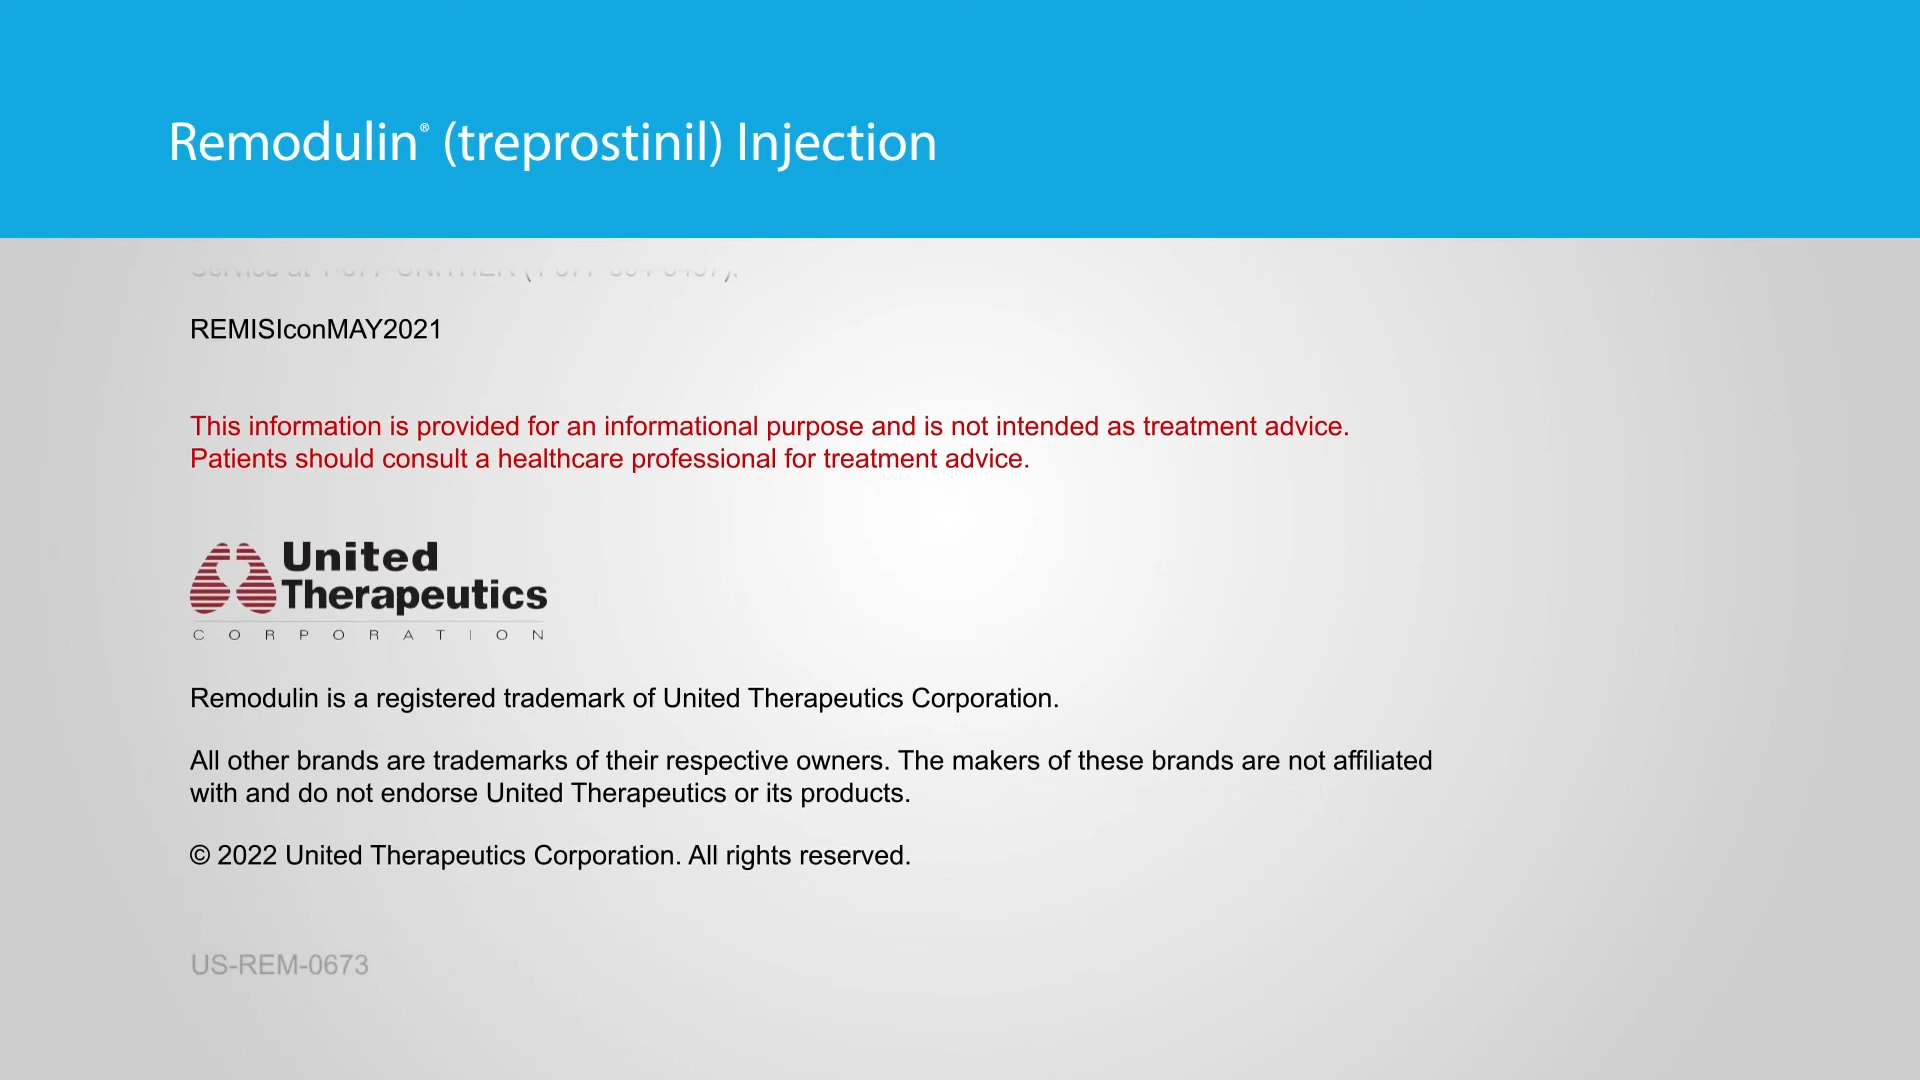 Remodulin® (treprostinil) Injection
REMISIconMAY2021
This information is provided for an informational purpose and is not intended as treatment advice.
Patients should consult a healthcare professional for treatment advice.
United
Therapeutics
CORPORATION
Remodulin is a registered trademark of United Therapeutics Corporation.
All other brands are trademarks of their respective owners. The makers of these brands are not affiliated
with and do not endorse United Therapeutics or its products.
© 2022 United Therapeutics Corporation. All rights reserved.
US-REM-0673